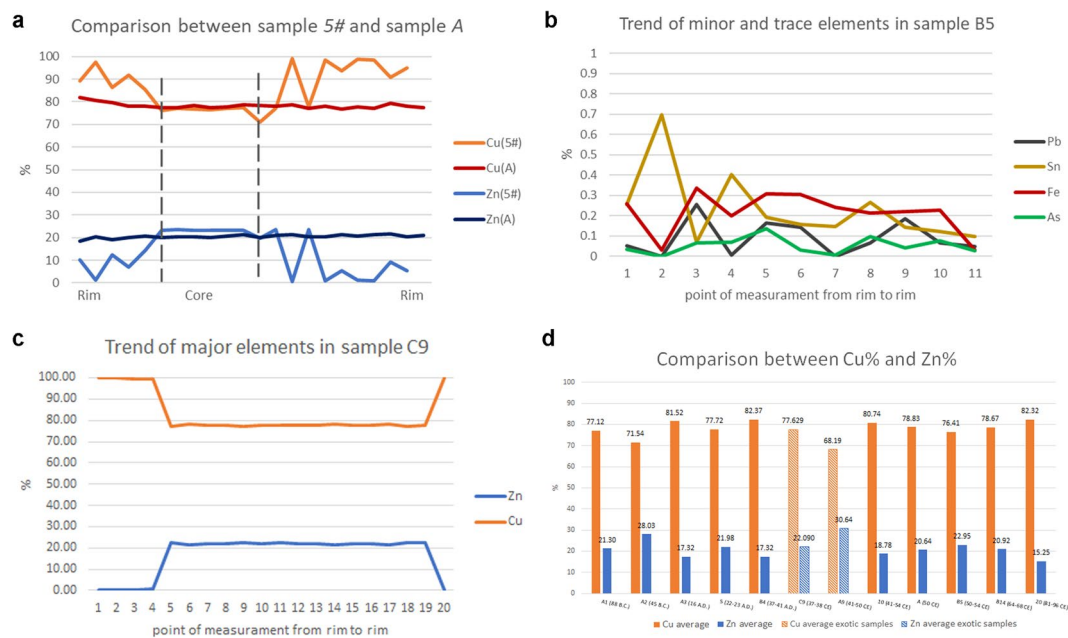 a
Comparison between sample 5# and sample A
100
90
80
70
60
50
40
30
20
10
0
%
Rim
Core
Rim
Cu(5#)
Cu(A)
Zn(5#)
Zn(A)
b
Trend of minor and trace elements in sample B5
1
0.9
0.8
0.7
0.6
0.5
0.4
0.3
0.2
0.1
0
%
1 2 3 4 5 6 7 8 9 10 11
point of measurament from rim to rim
Pb
Sn
Fe
As
c
Trend of major elements in sample C9
100.00
90.00
80.00
70.00
60.00
50.00
40.00
30.00
20.00
10.00
0.00
%
1 2 3 4 5 6 7 8 9 10 11 12 13 14 15 16 17 18 19 20
point of measurament from rim to rim
Zn
Cu
d
Comparison between Cu% and Zn%
100
90
80
70
60
50
40
30
20
10
0
%
77.12 71.54 81.52 77.72 82.37 77.629 68.19 80.74 78.83 76.41 78.67 82.32
21.30 28.03 17.32 21.98 17.32 22.090 30.64 18.78 20.64 22.95 20.92 15.25
A1 (88 B.C.) A2 (45 B.C.) A3 (16 A.D.) 5 (22-23 A.D.) B4 (37-41 A.D.) C9 (37-38 CE) A9 (41-50 CE) 10 (41-54 CE) A (50 CE) B5 (50-54 CE) B14 (64-68 CE) 20 (81-96 CE)
Cu average Zn average Cu average exotic samples Zn average exotic samples